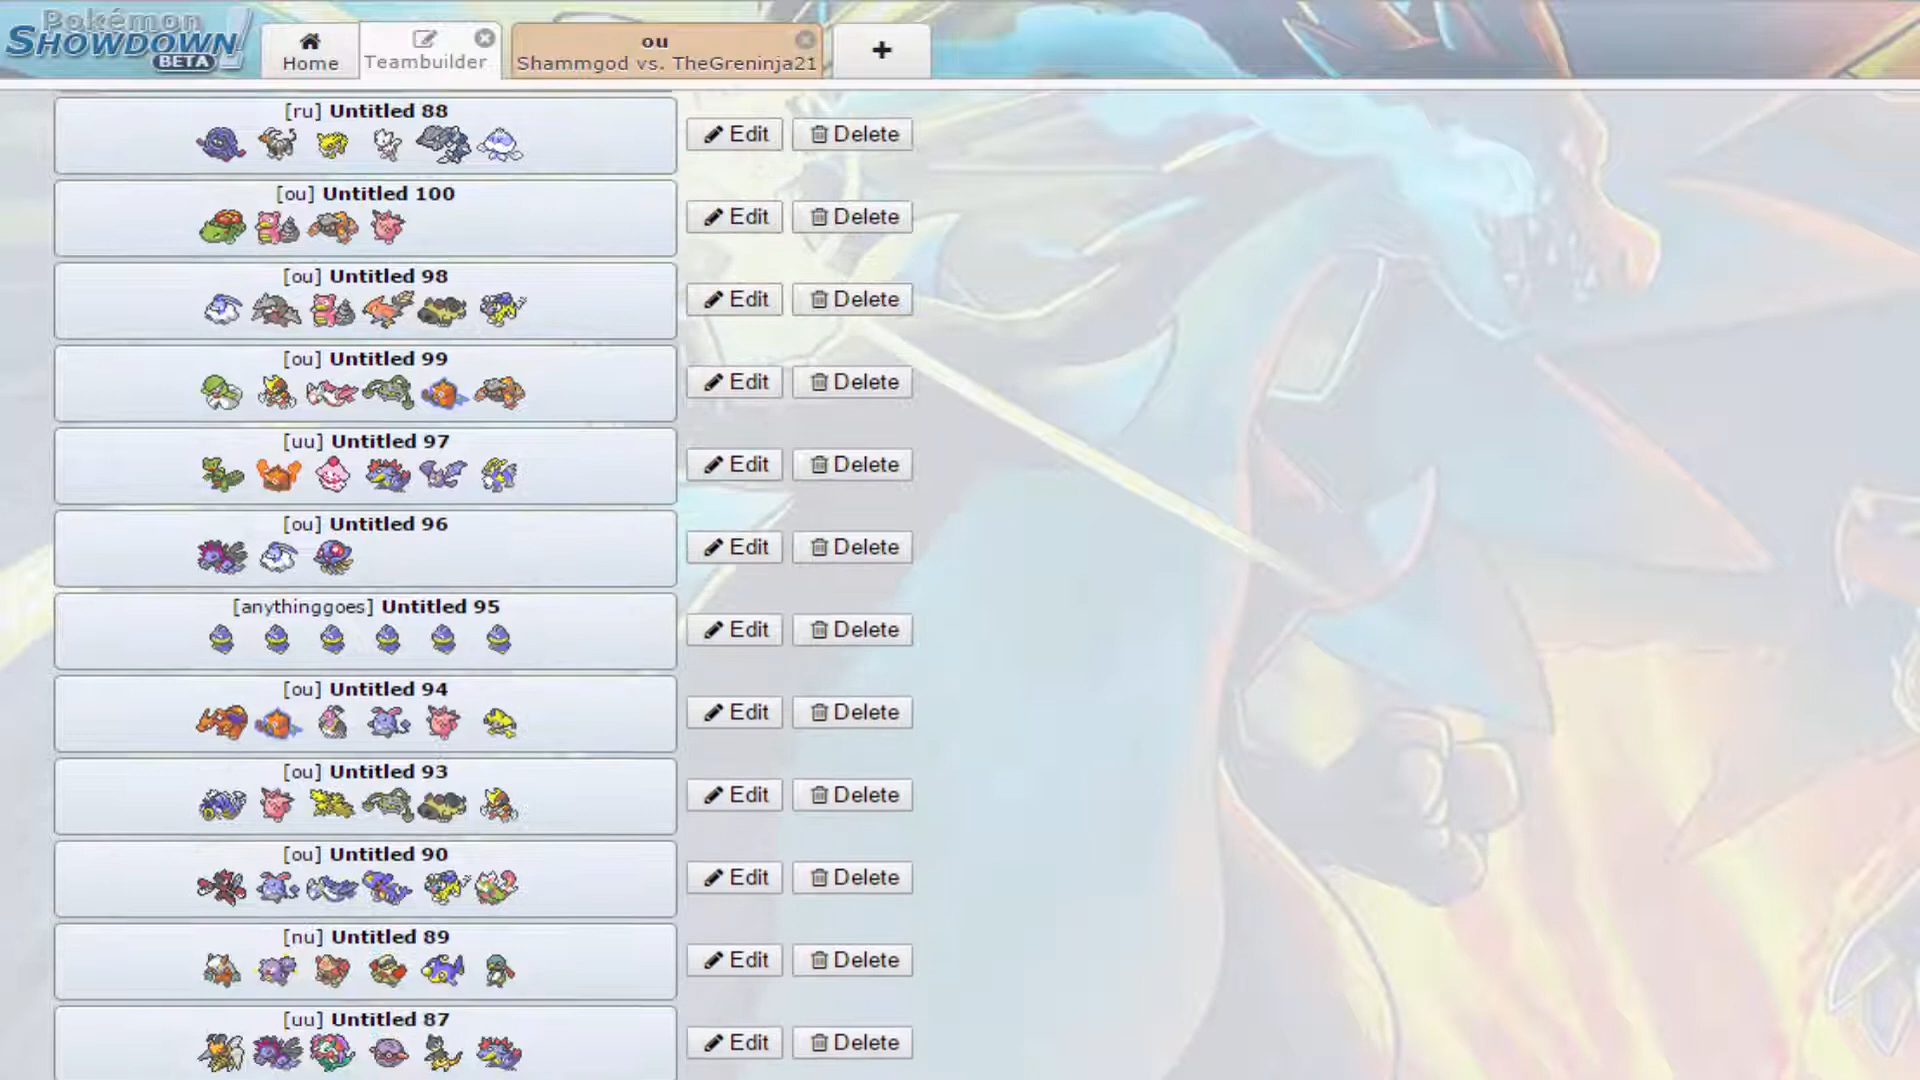 Pokémon
SHOWDOWN!
BETA
Home
Teambuilder
ou
Shammgod vs. TheGreninja21
+
[ru] Untitled 88
Edit
Delete
[ou] Untitled 100
Edit
Delete
[ou] Untitled 98
Edit
Delete
[ou] Untitled 99
Edit
Delete
[uu] Untitled 97
Edit
Delete
[ou] Untitled 96
Edit
Delete
[anythinggoes] Untitled 95
Edit
Delete
[ou] Untitled 94
Edit
Delete
[ou] Untitled 93
Edit
Delete
[ou] Untitled 90
Edit
Delete
[nu] Untitled 89
Edit
Delete
[uu] Untitled 87
Edit
Delete